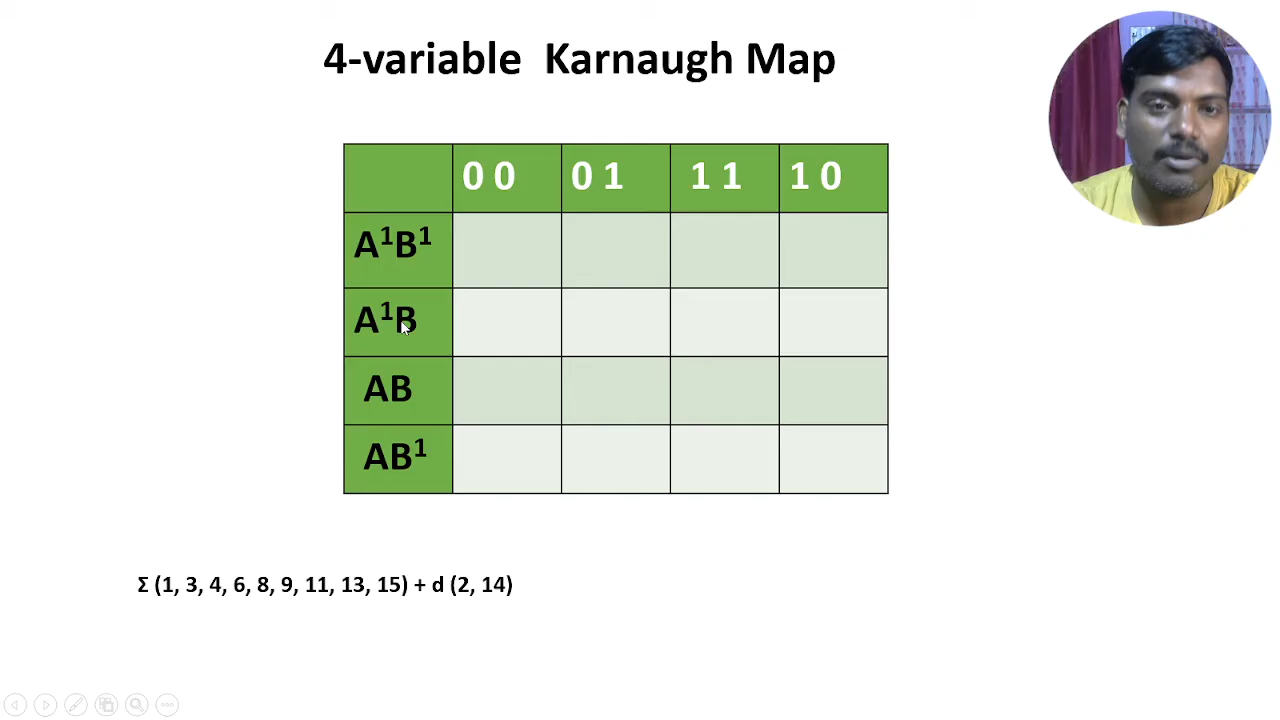 4-variable Karnaugh Map
0 0 0 1 1 1 1 0
A¹B¹
A¹B
AB
AB¹
Σ (1, 3, 4, 6, 8, 9, 11, 13, 15) + d (2, 14)